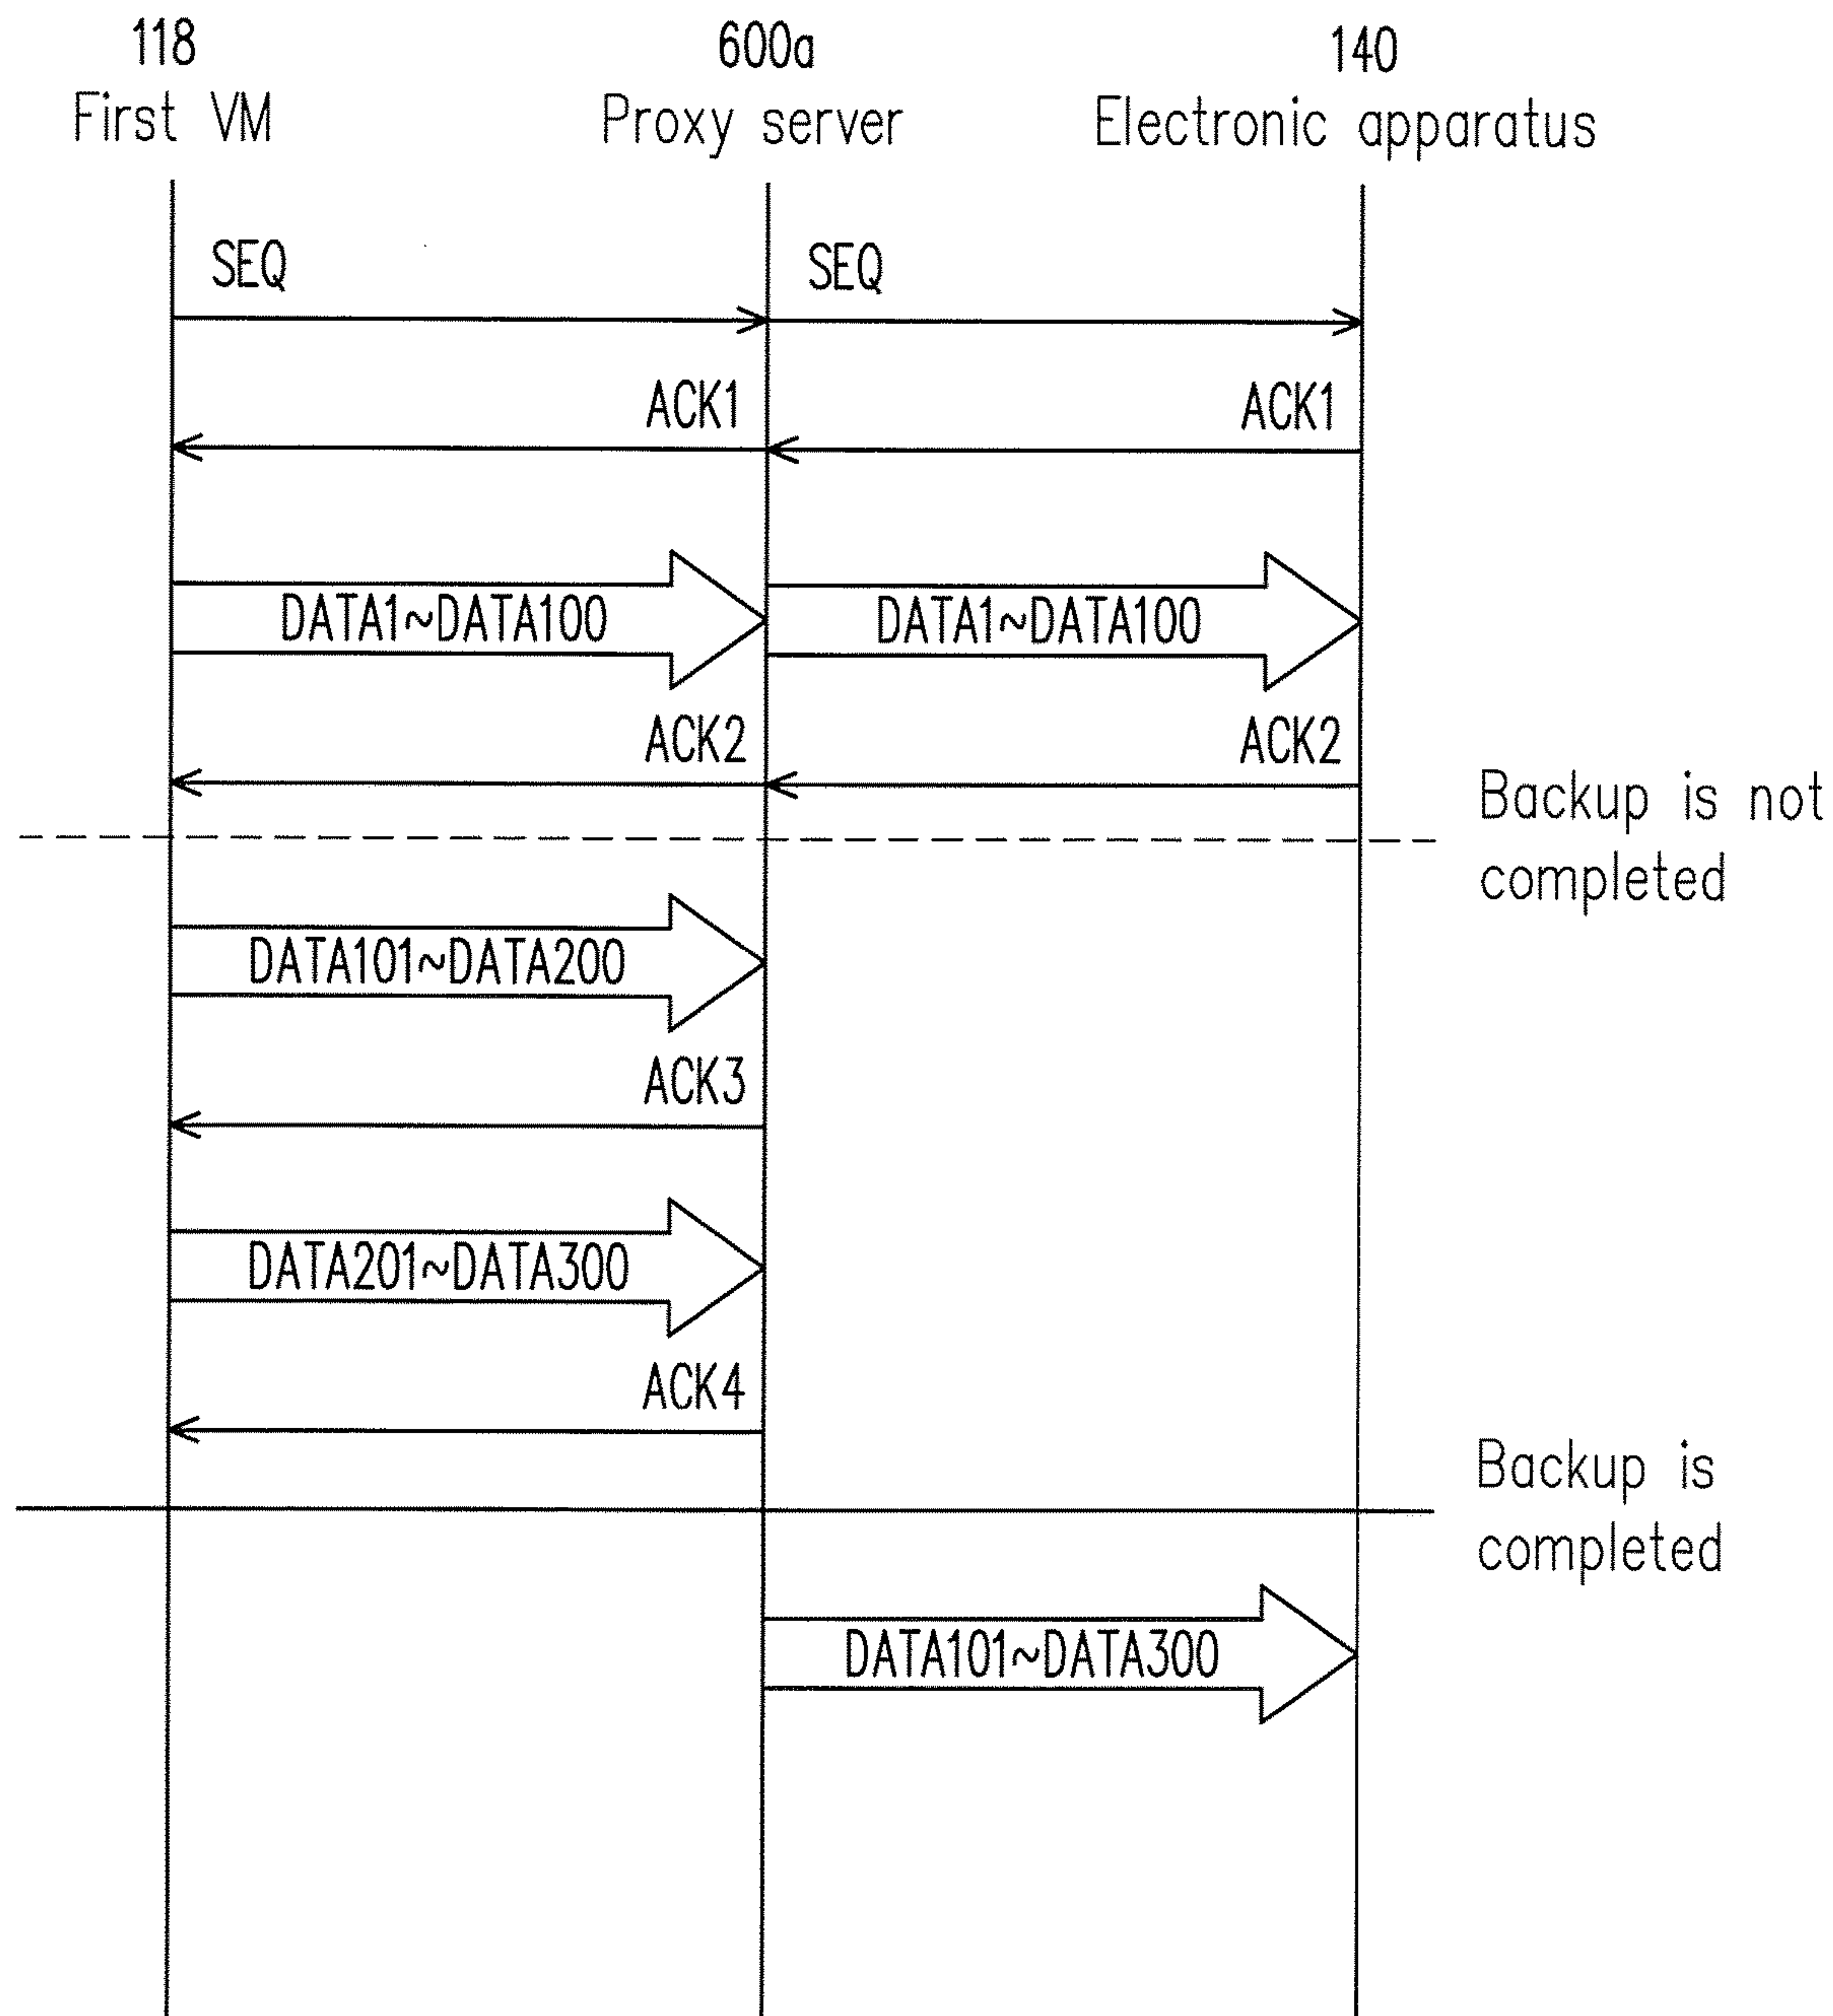 118
First VM
600a
Proxy server
140
Electronic apparatus
SEQ
SEQ
ACK1
ACK1
DATA1~DATA100
DATA1~DATA100
ACK2
ACK2
Backup is not
completed
DATA101~DATA200
ACK3
DATA201~DATA300
ACK4
Backup is
completed
DATA101~DATA300